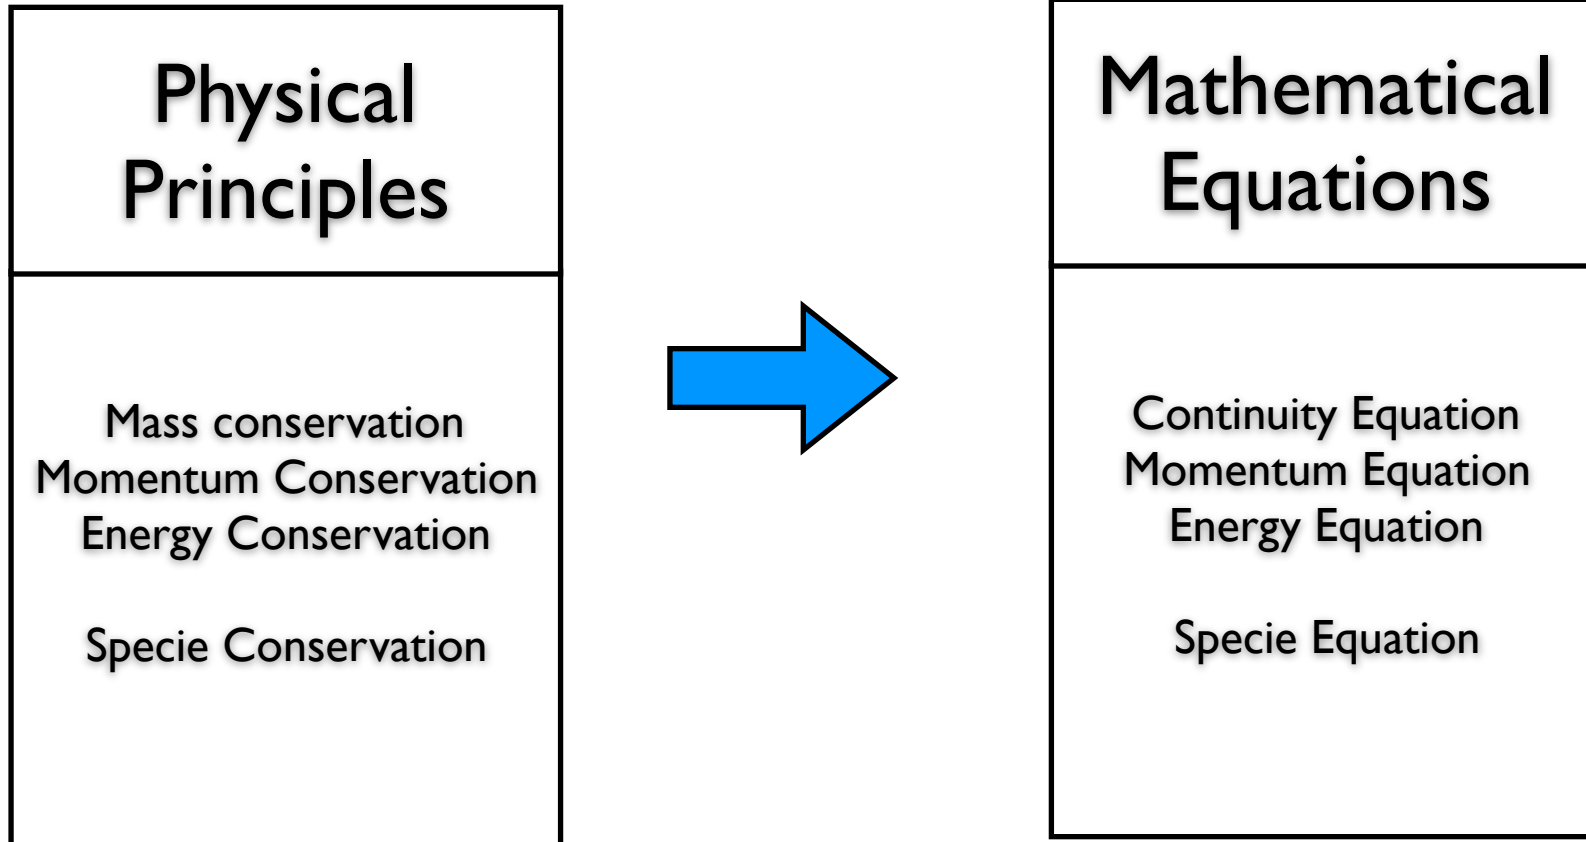 Physical
Principles
Mass conservation
Momentum Conservation
Energy Conservation
Specie Conservation
Mathematical
Equations
Continuity Equation
Momentum Equation
Energy Equation
Specie Equation